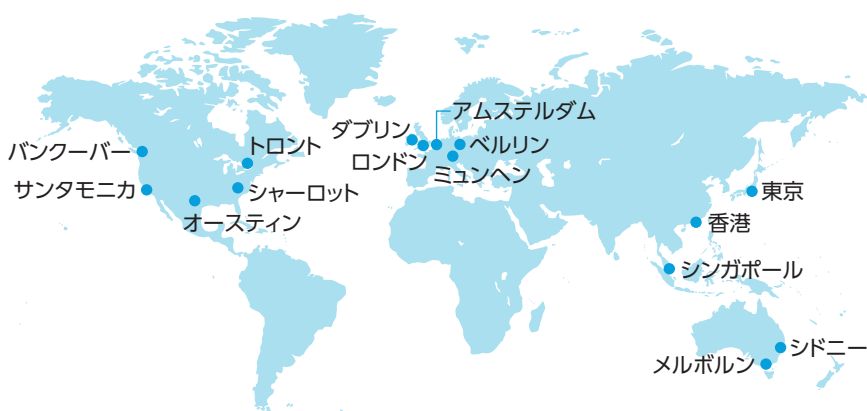 アムステルダム
ダブリン
トロント
バンクーバー
ロンドン
ベルリン
ミュンヘン
サンタモニカ
シャーロット
東京
オースティン
香港
シンガポール
シドニー
メルボルン